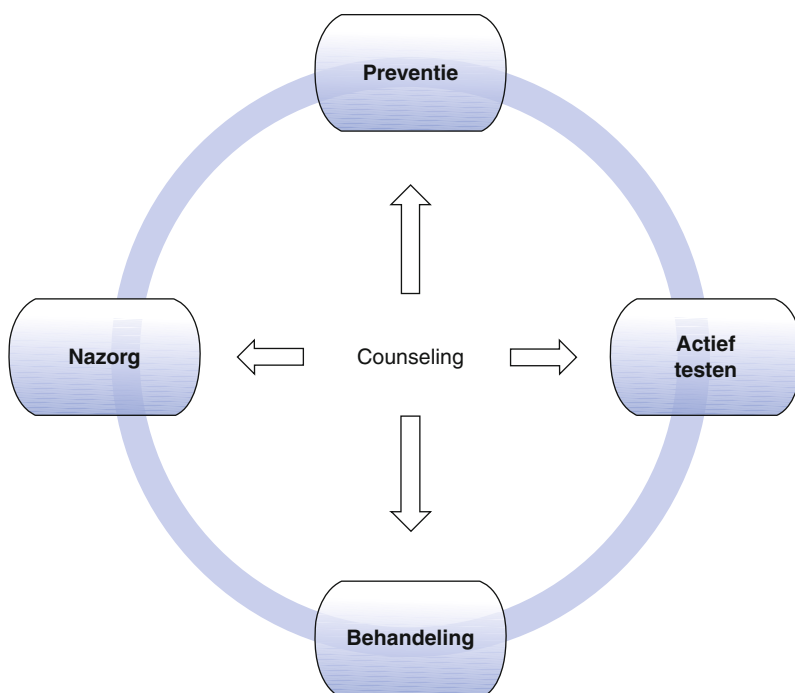 Preventie
Nazorg
Counseling
Actief
testen
Behandeling